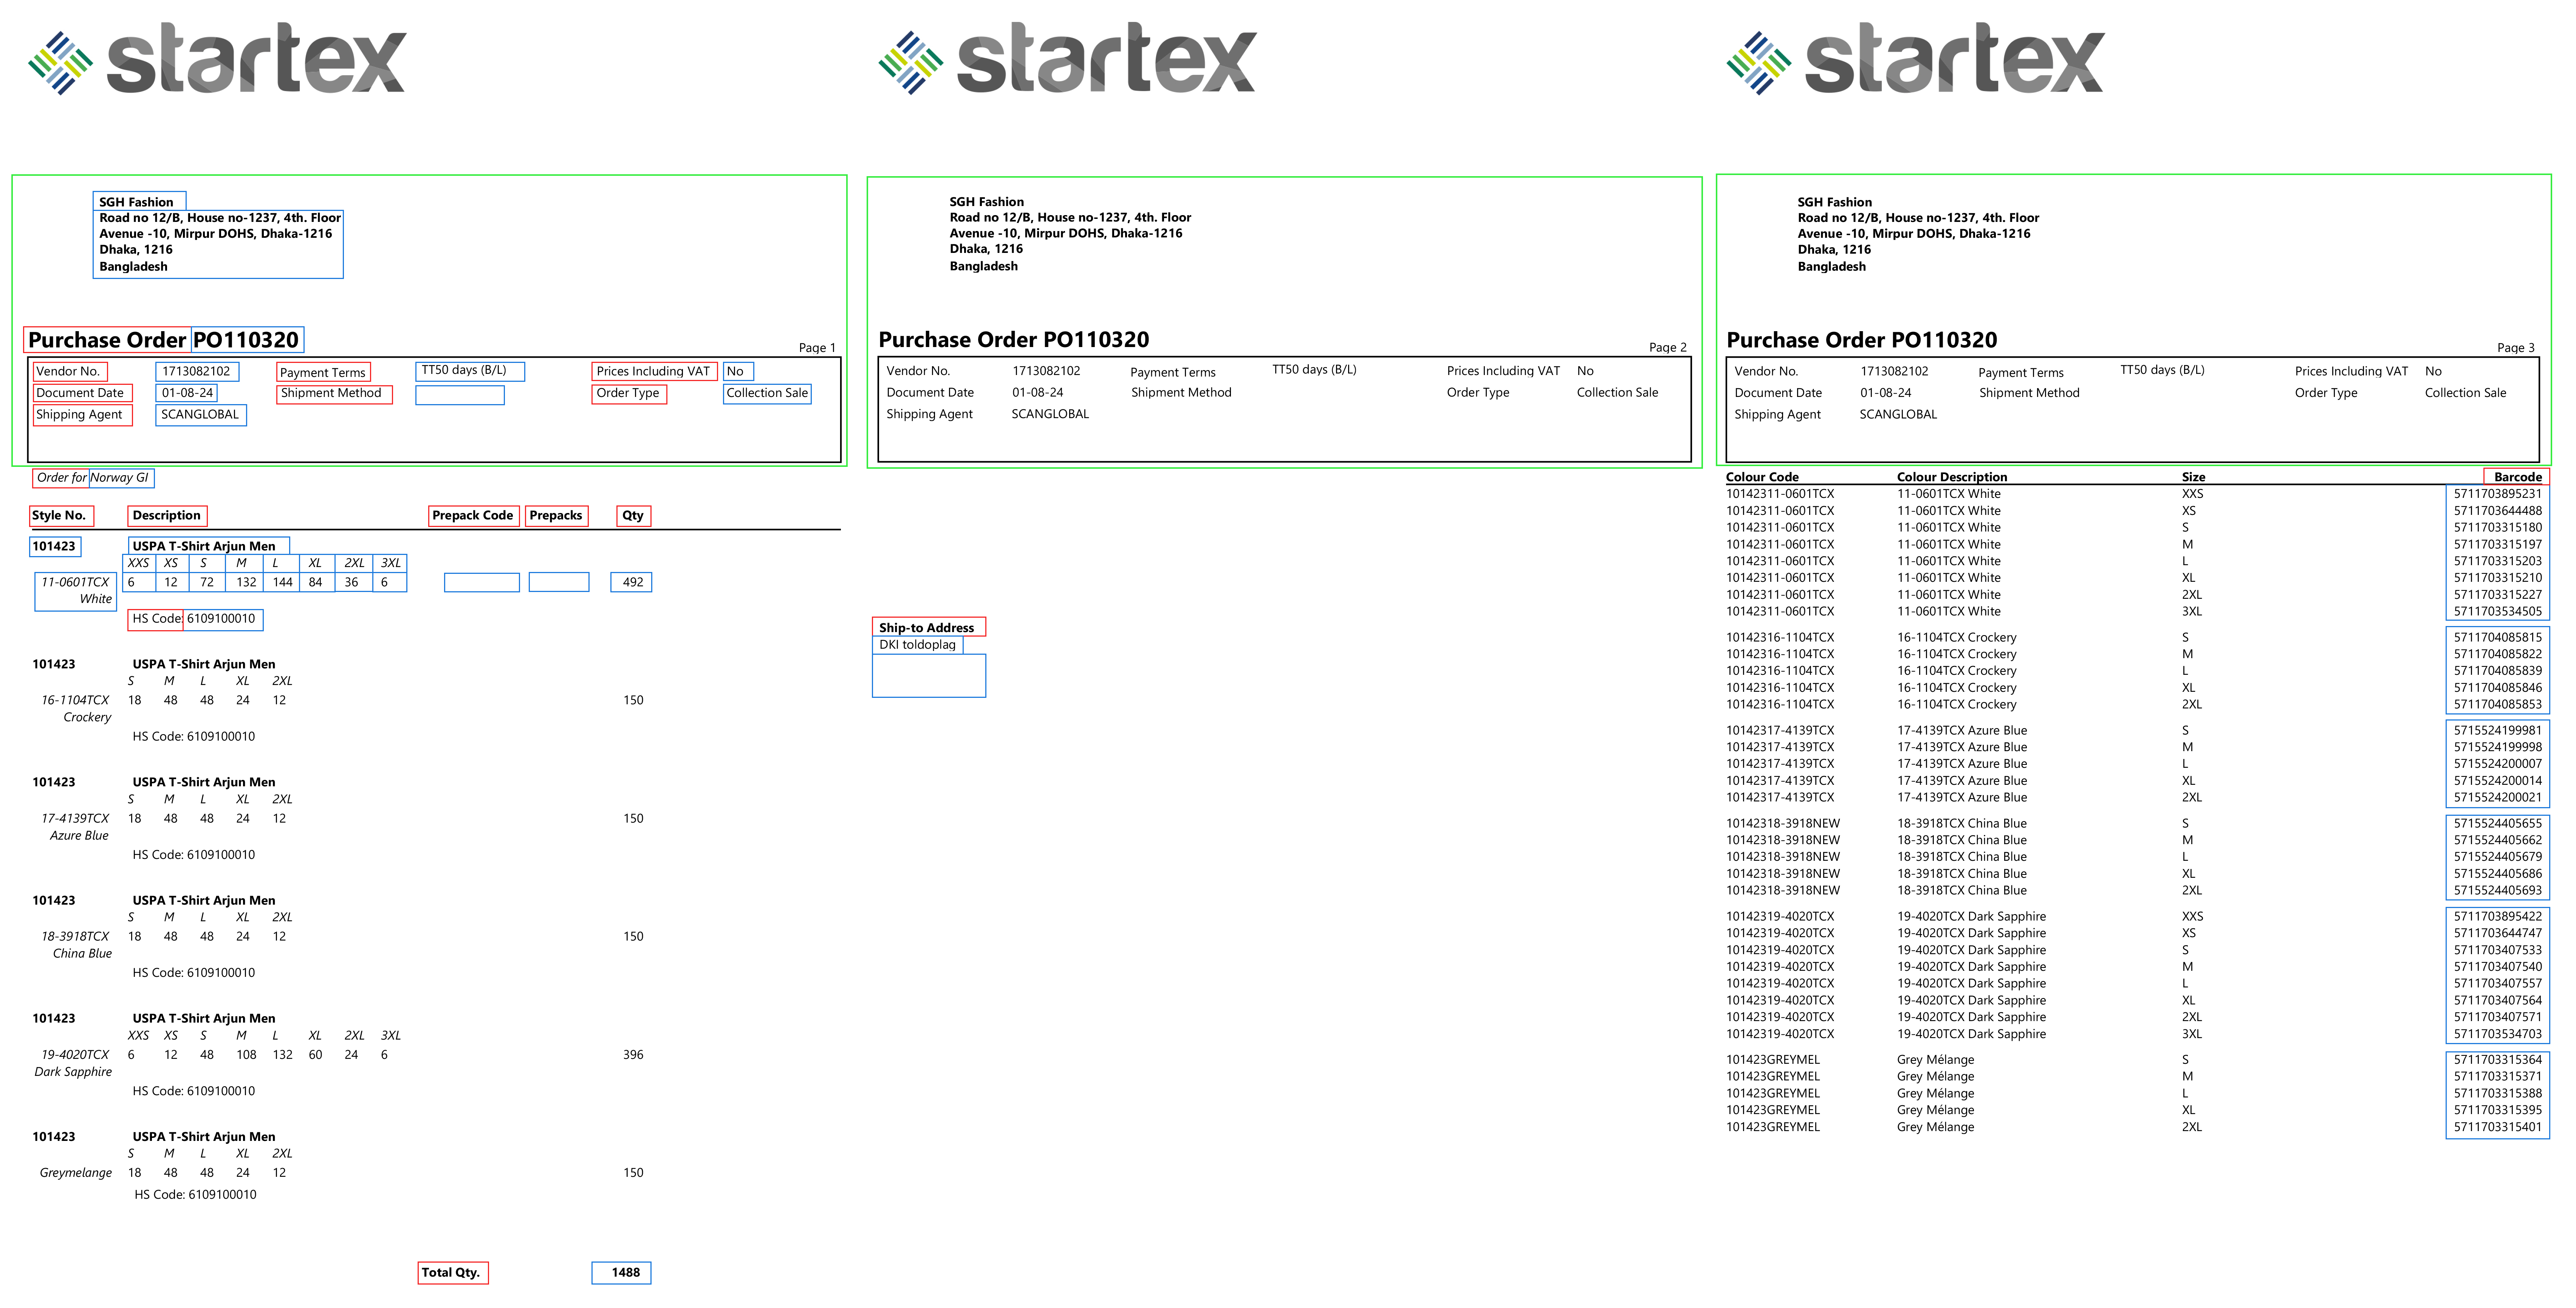 startex
SGH Fashion
Road no 12/B, House no-1237, 4th. Floor
Avenue -10, Mirpur DOHS, Dhaka-1216
Dhaka, 1216
Bangladesh
Purchase Order PO110320
Page 1
Vendor No. 1713082102 Payment Terms TT50 days (B/L) Prices Including VAT No
Document Date 01-08-24 Shipment Method Order Type Collection Sale
Shipping Agent SCANGLOBAL
Order for Norway GI
Style No. Description Prepack Code Prepacks Qty
101423 USPA T-Shirt Arjun Men
XXS XS S M L XL 2XL 3XL
11-0601TCX 6 12 72 132 144 84 36 6 492
White
HS Code: 6109100010
101423 USPA T-Shirt Arjun Men
S M L XL 2XL
16-1104TCX 18 48 48 24 12 150
Crockery
HS Code: 6109100010
101423 USPA T-Shirt Arjun Men
S M L XL 2XL
17-4139TCX 18 48 48 24 12 150
Azure Blue
HS Code: 6109100010
101423 USPA T-Shirt Arjun Men
S M L XL 2XL
18-3918TCX 18 48 48 24 12 150
China Blue
HS Code: 6109100010
101423 USPA T-Shirt Arjun Men
XXS XS S M L XL 2XL 3XL
19-4020TCX 6 12 48 108 132 60 24 6 396
Dark Sapphire
HS Code: 6109100010
101423 USPA T-Shirt Arjun Men
S M L XL 2XL
Greymelange 18 48 48 24 12 150
HS Code: 6109100010
Total Qty. 1488
startex
SGH Fashion
Road no 12/B, House no-1237, 4th. Floor
Avenue -10, Mirpur DOHS, Dhaka-1216
Dhaka, 1216
Bangladesh
Purchase Order PO110320
Page 2
Vendor No. 1713082102 Payment Terms TT50 days (B/L) Prices Including VAT No
Document Date 01-08-24 Shipment Method Order Type Collection Sale
Shipping Agent SCANGLOBAL
Ship-to Address
DKI toldoplag
startex
SGH Fashion
Road no 12/B, House no-1237, 4th. Floor
Avenue -10, Mirpur DOHS, Dhaka-1216
Dhaka, 1216
Bangladesh
Purchase Order PO110320
Page 3
Vendor No. 1713082102 Payment Terms TT50 days (B/L) Prices Including VAT No
Document Date 01-08-24 Shipment Method Order Type Collection Sale
Shipping Agent SCANGLOBAL
Colour Code Colour Description Size Barcode
10142311-0601TCX 11-0601TCX White XXS 5711703895231
10142311-0601TCX 11-0601TCX White XS 5711703644488
10142311-0601TCX 11-0601TCX White S 5711703315180
10142311-0601TCX 11-0601TCX White M 5711703315197
10142311-0601TCX 11-0601TCX White L 5711703315203
10142311-0601TCX 11-0601TCX White XL 5711703315210
10142311-0601TCX 11-0601TCX White 2XL 5711703315227
10142311-0601TCX 11-0601TCX White 3XL 5711703534505
10142316-1104TCX 16-1104TCX Crockery S 5711704085815
10142316-1104TCX 16-1104TCX Crockery M 5711704085822
10142316-1104TCX 16-1104TCX Crockery L 5711704085839
10142316-1104TCX 16-1104TCX Crockery XL 5711704085846
10142316-1104TCX 16-1104TCX Crockery 2XL 5711704085853
10142317-4139TCX 17-4139TCX Azure Blue S 5715524199981
10142317-4139TCX 17-4139TCX Azure Blue M 5715524199998
10142317-4139TCX 17-4139TCX Azure Blue L 5715524200007
10142317-4139TCX 17-4139TCX Azure Blue XL 5715524200014
10142317-4139TCX 17-4139TCX Azure Blue 2XL 5715524200021
10142318-3918NEW 18-3918TCX China Blue S 5715524405655
10142318-3918NEW 18-3918TCX China Blue M 5715524405662
10142318-3918NEW 18-3918TCX China Blue L 5715524405679
10142318-3918NEW 18-3918TCX China Blue XL 5715524405686
10142318-3918NEW 18-3918TCX China Blue 2XL 5715524405693
10142319-4020TCX 19-4020TCX Dark Sapphire XXS 5711703895422
10142319-4020TCX 19-4020TCX Dark Sapphire XS 5711703644747
10142319-4020TCX 19-4020TCX Dark Sapphire S 5711703407533
10142319-4020TCX 19-4020TCX Dark Sapphire M 5711703407540
10142319-4020TCX 19-4020TCX Dark Sapphire L 5711703407557
10142319-4020TCX 19-4020TCX Dark Sapphire XL 5711703407564
10142319-4020TCX 19-4020TCX Dark Sapphire 2XL 5711703407571
10142319-4020TCX 19-4020TCX Dark Sapphire 3XL 5711703534703
101423GREYMEL Grey Mélange S 5711703315364
101423GREYMEL Grey Mélange M 5711703315371
101423GREYMEL Grey Mélange L 5711703315388
101423GREYMEL Grey Mélange XL 5711703315395
101423GREYMEL Grey Mélange 2XL 5711703315401